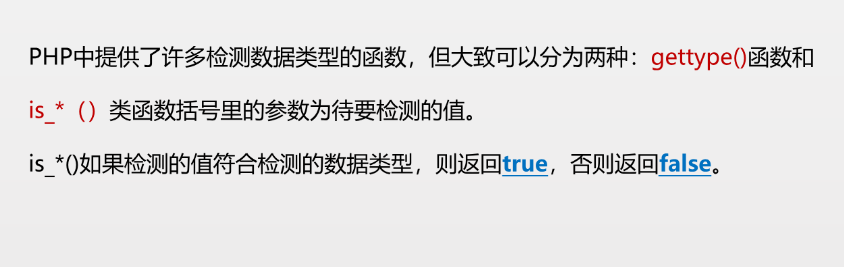 PHP中提供了许多检测数据类型的函数，但大致可以分为两种：gettype()函数和
is_*（）类函数括号里的参数为待要检测的值。
is_*()如果检测的值符合检测的数据类型，则返回true，否则返回false。